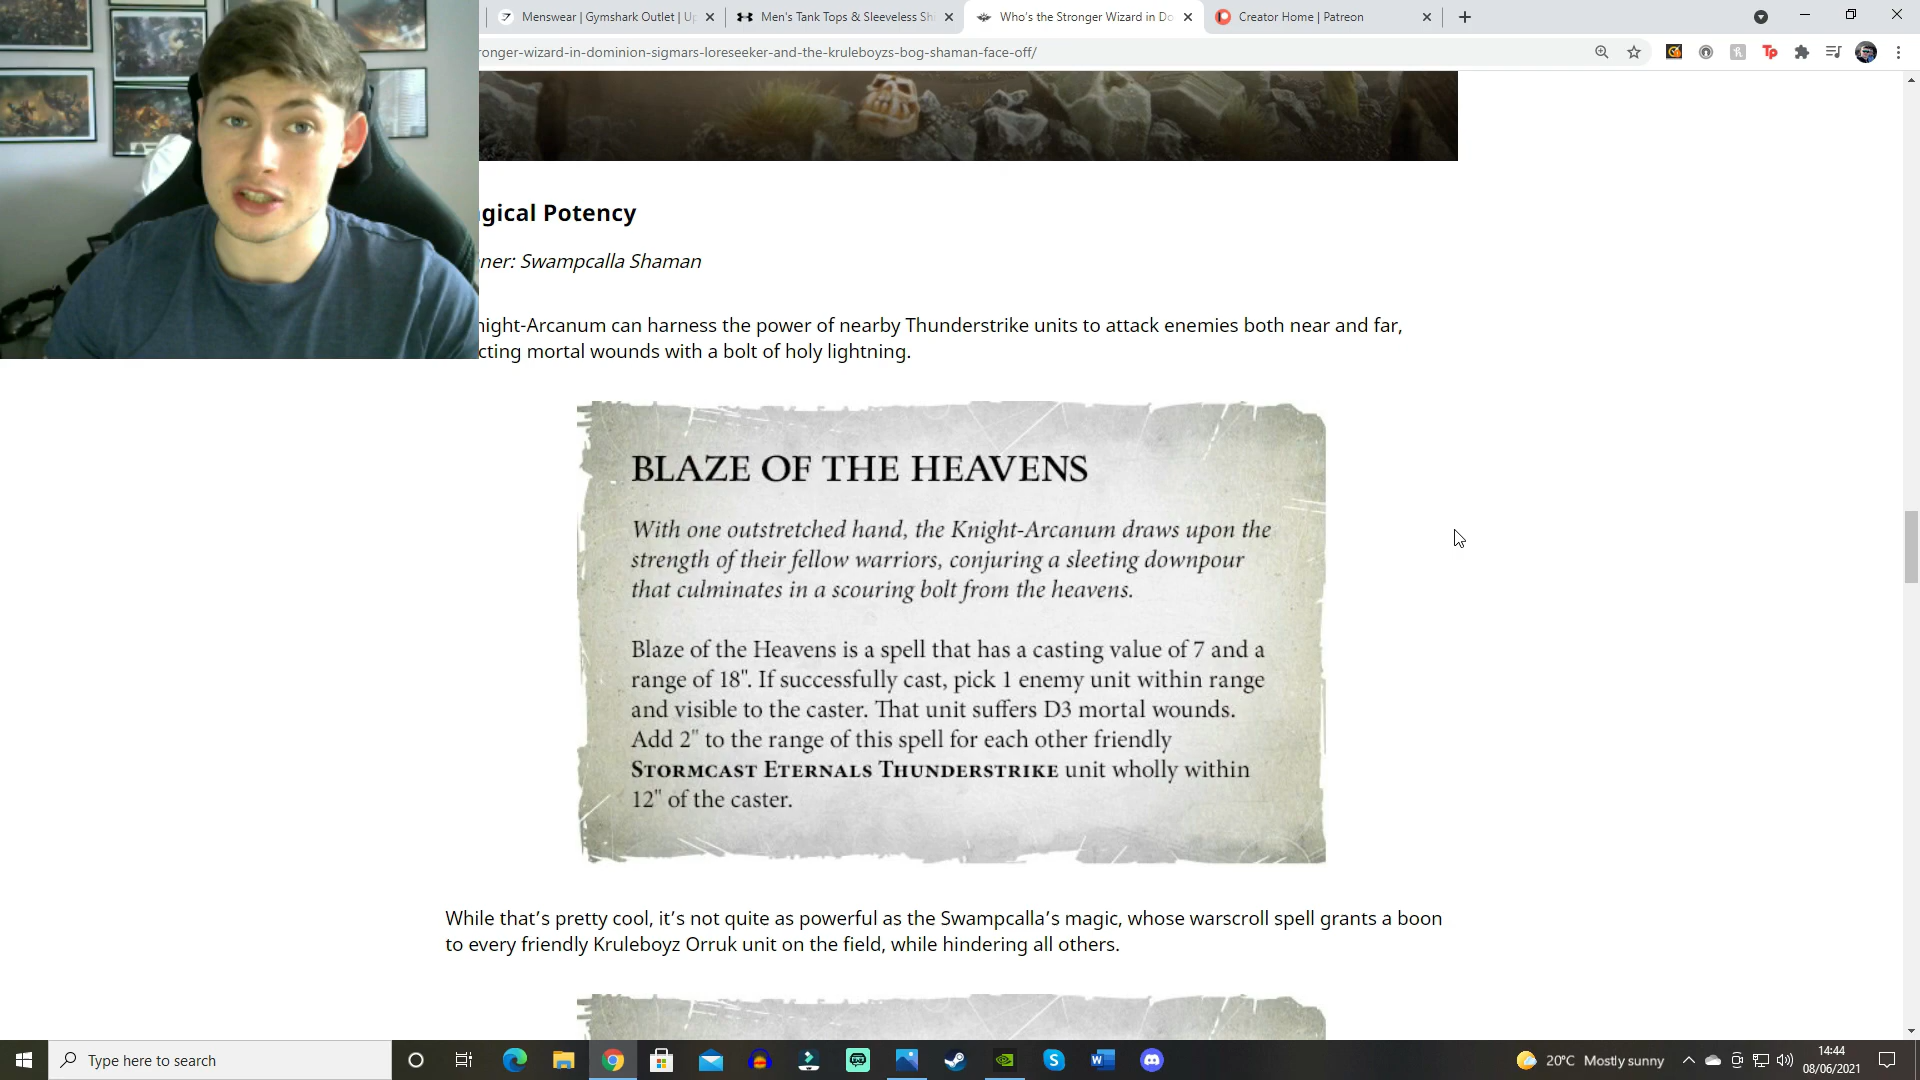 Menswear | Gymshark Outlet | U
Men's Tank Tops & Sleeveless Sh
Who's the Stronger Wizard in Do
Creator Home | Patreon
ronger-wizard-in-dominion-sigmars-loreseeker-and-the-kruleboyzs-bog-shaman-face-off/
gical Potency
ner: Swampcalla Shaman
night-Arcanum can harness the power of nearby Thunderstrike units to attack enemies both near and far,
cting mortal wounds with a bolt of holy lightning.
BLAZE OF THE HEAVENS
With one outstretched hand, the Knight-Arcanum draws upon the
strength of their fellow warriors, conjuring a sleeting downpour
that culminates in a scouring bolt from the heavens.
Blaze of the Heavens is a spell that has a casting value of 7 and a
range of 18". If successfully cast, pick 1 enemy unit within range
and visible to the caster. That unit suffers D3 mortal wounds.
Add 2" to the range of this spell for each other friendly
STORMCAST ETERNALS THUNDERSTRIKE unit wholly within
12" of the caster.
While that's pretty cool, it's not quite as powerful as the Swampcalla's magic, whose warscroll spell grants a boon
to every friendly Kruleboyz Orruk unit on the field, while hindering all others.
Type here to search
20°C Mostly sunny
14:44
08/06/2021